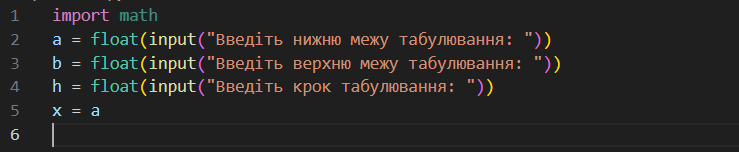 1 import math
2 a = float(input("Введіть нижню межу табулювання: "))
3 b = float(input("Введіть верхню межу табулювання: "))
4 h = float(input("Введіть крок табулювання: "))
5 x = a
6